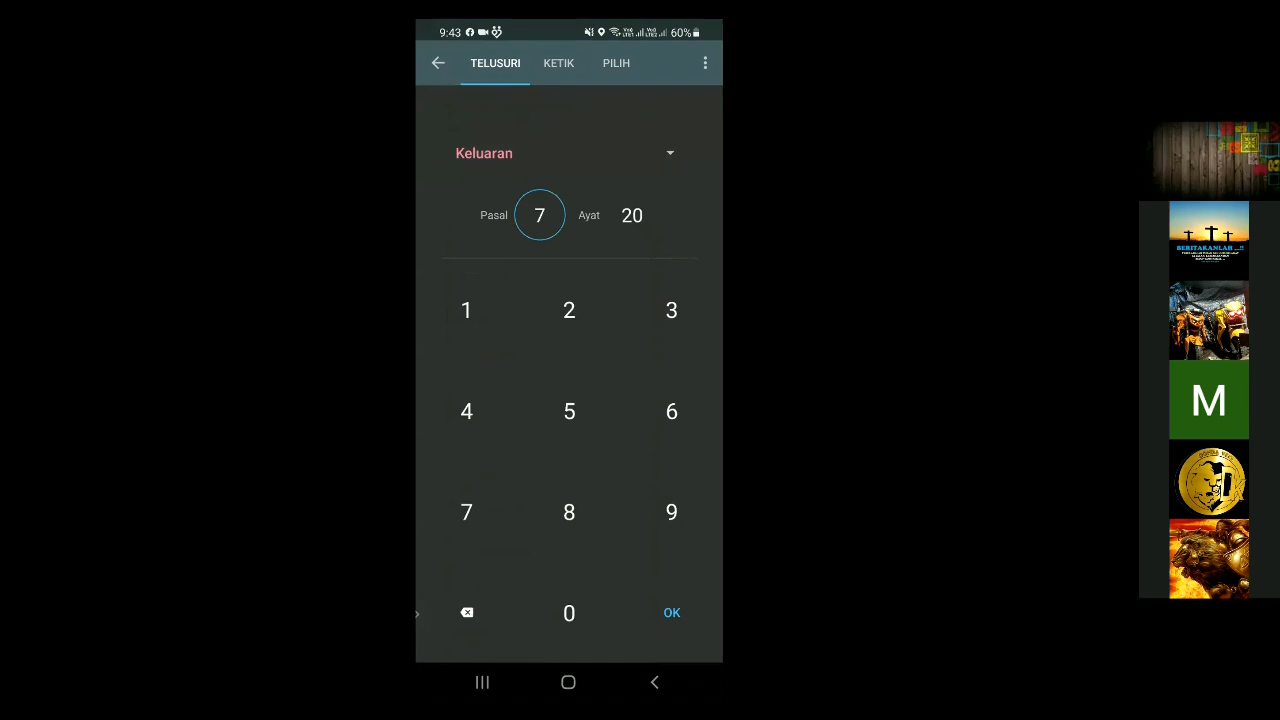 9:43 60%
TELUSURI KETIK PILIH
Keluaran
Pasal 7 Ayat 20
1 2 3
4 5 6
7 8 9
0 OK
BERITAKANLAH ...!!
M